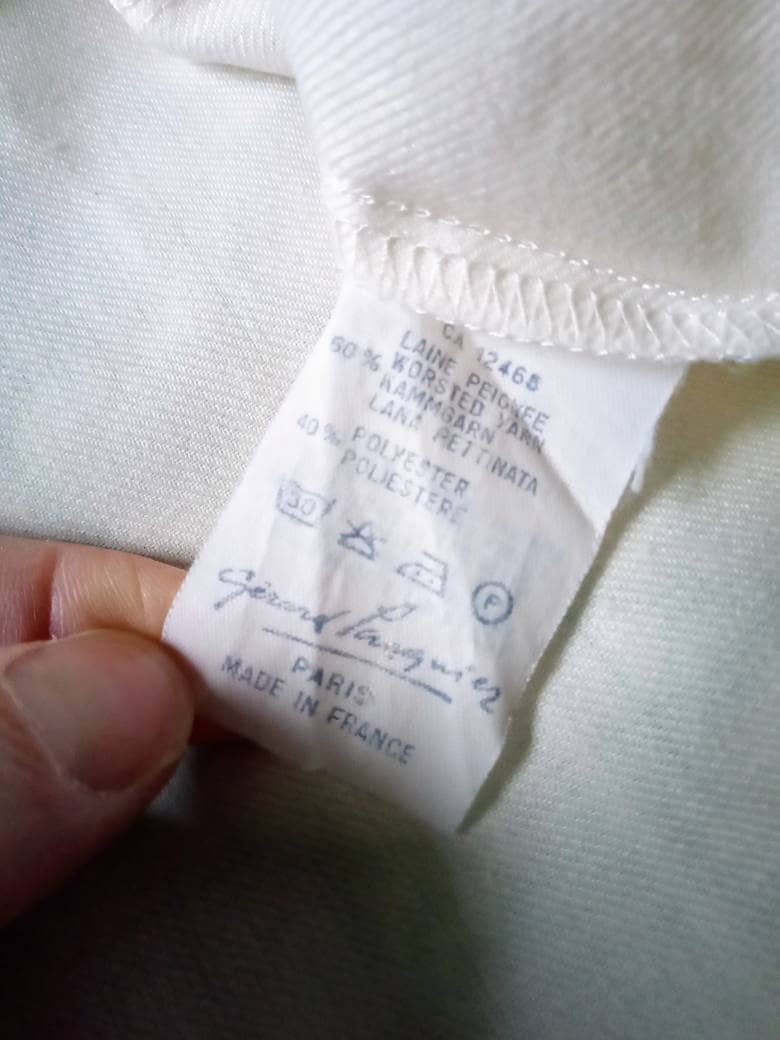 CA 12468
LAINE PEIGNEE
60 % WORSTED YARN
KAMMGARN
LANA PETTINATA
40 % POLYESTER
POLIESTERE
30
P
Gérard Pasquier
PARIS
MADE IN FRANCE